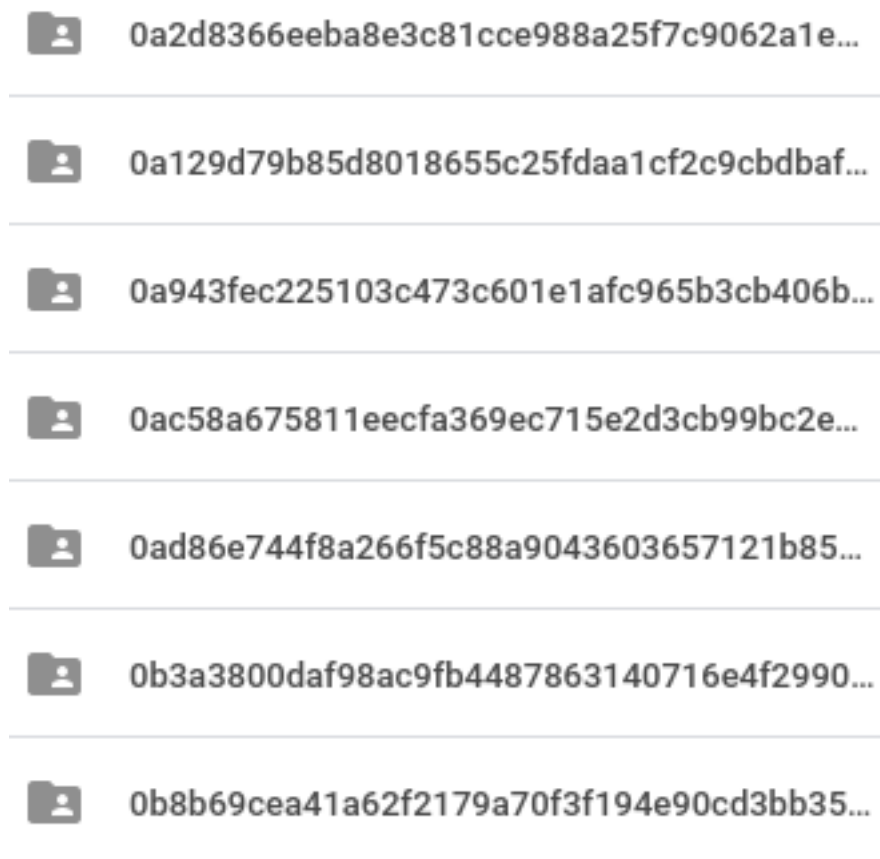 0a2d8366eeba8e3c81cce988a25f7c9062a1e...
0a129d79b85d8018655c25fdaa1cf2c9cbdbaf...
0a943fec225103c473c601e1afc965b3cb406b...
0ac58a675811eecfa369ec715e2d3cb99bc2e...
0ad86e744f8a266f5c88a9043603657121b85...
0b3a3800daf98ac9fb4487863140716e4f2990...
0b8b69cea41a62f2179a70f3f194e90cd3bb35...